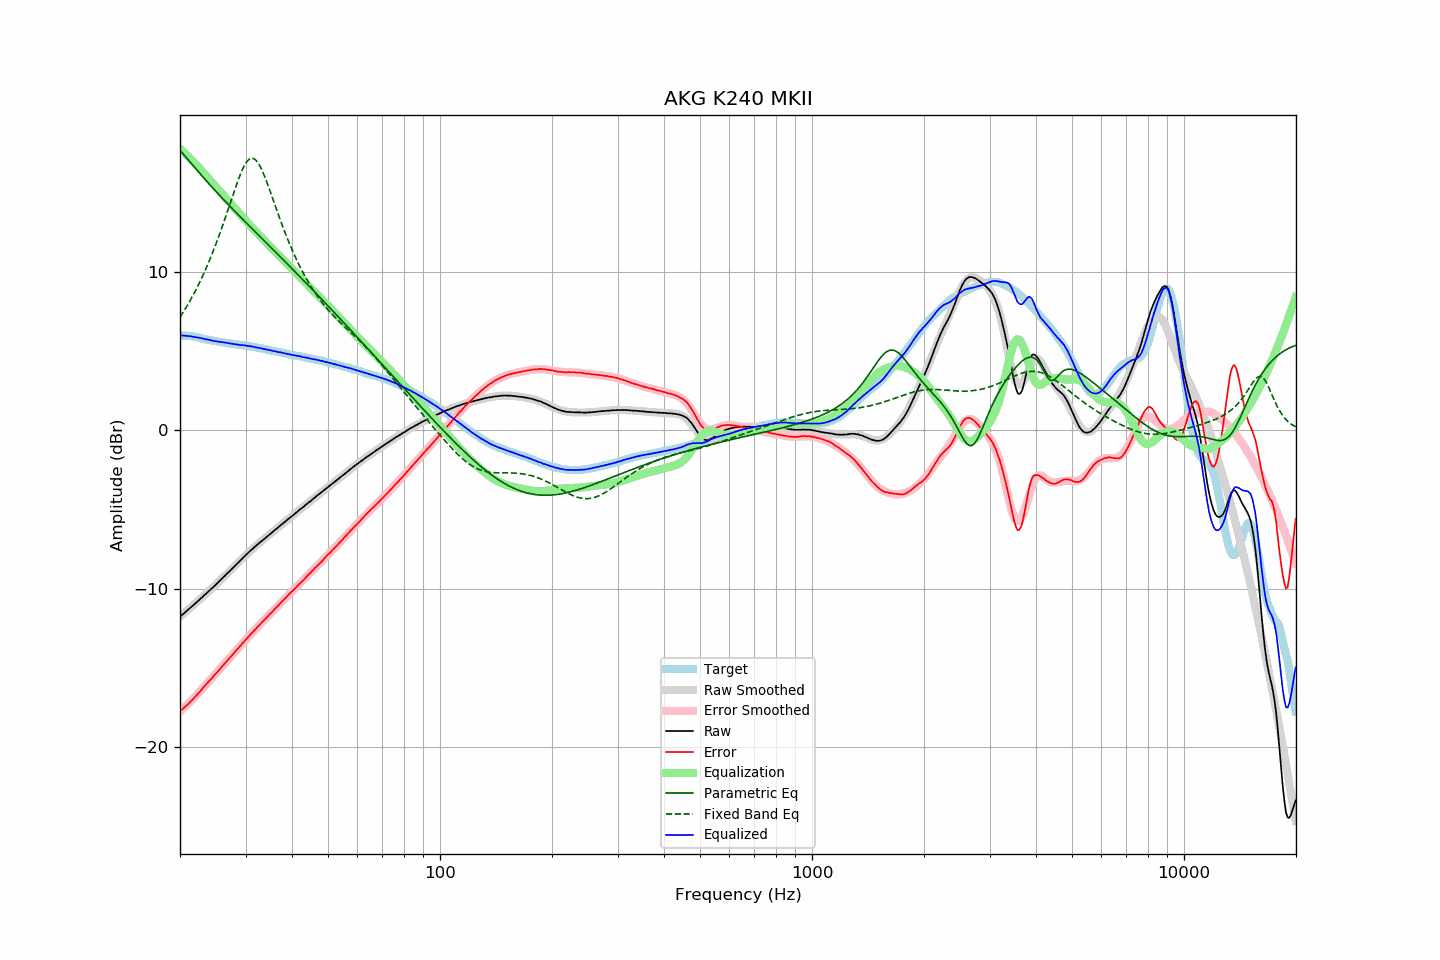 AKG K240 MKII
Amplitude (dBr)
10
0
−10
−20
Target
Raw Smoothed
Error Smoothed
Raw
Error
Equalization
Parametric Eq
Fixed Band Eq
Equalized
100
1000
10000
Frequency (Hz)